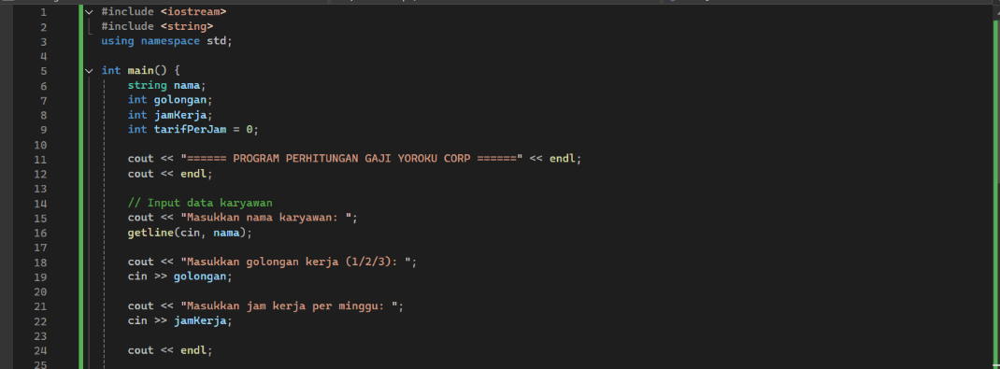 1 #include <iostream>
2 #include <string>
3 using namespace std;
4
5 int main() {
6 string nama;
7 int golongan;
8 int jamKerja;
9 int tarifPerJam = 0;
10
11 cout << "====== PROGRAM PERHITUNGAN GAJI YOROKU CORP ======" << endl;
12 cout << endl;
13
14 // Input data karyawan
15 cout << "Masukkan nama karyawan: ";
16 getline(cin, nama);
17
18 cout << "Masukkan golongan kerja (1/2/3): ";
19 cin >> golongan;
20
21 cout << "Masukkan jam kerja per minggu: ";
22 cin >> jamKerja;
23
24 cout << endl;
25